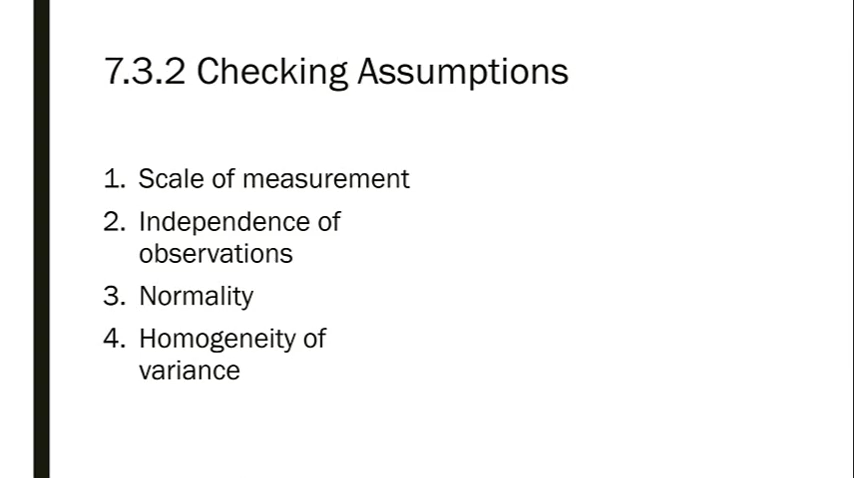 7.3.2 Checking Assumptions
1. Scale of measurement
2. Independence of
observations
3. Normality
4. Homogeneity of
variance